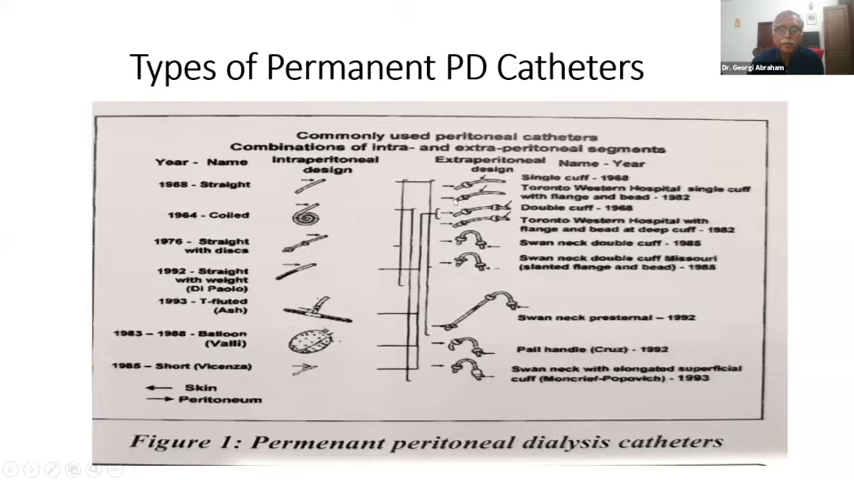 Dr. Georgi Abraham
Types of Permanent PD Catheters
Commonly used peritoneal catheters
Combinations of intra- and extra-peritoneal segments
Year - Name
Intraperitoneal
design
Extraperitoneal
design
Name - Year
1968 - Straight
1964 - Coiled
1976 - Straight
with discs
1992 - Straight
with weight
(Di Paolo)
1993 - T-fluted
(Ash)
1983 - 1988 - Balloon
(Valli)
1985 - Short (Vicenza)
Skin
Peritoneum
Single cuff - 1968
Toronto Western Hospital single cuff
with flange and bead - 1982
Double cuff - 1968
Toronto Western Hospital with
flange and bead at deep cuff - 1982
Swan neck double cuff - 1985
Swan neck double cuff Missouri
(slanted flange and bead) - 1985
Swan neck presternal - 1992
Pail handle (Cruz) - 1992
Swan neck with elongated superficial
cuff (Moncrief-Popovich) - 1993
Figure 1: Permenant peritoneal dialysis catheters